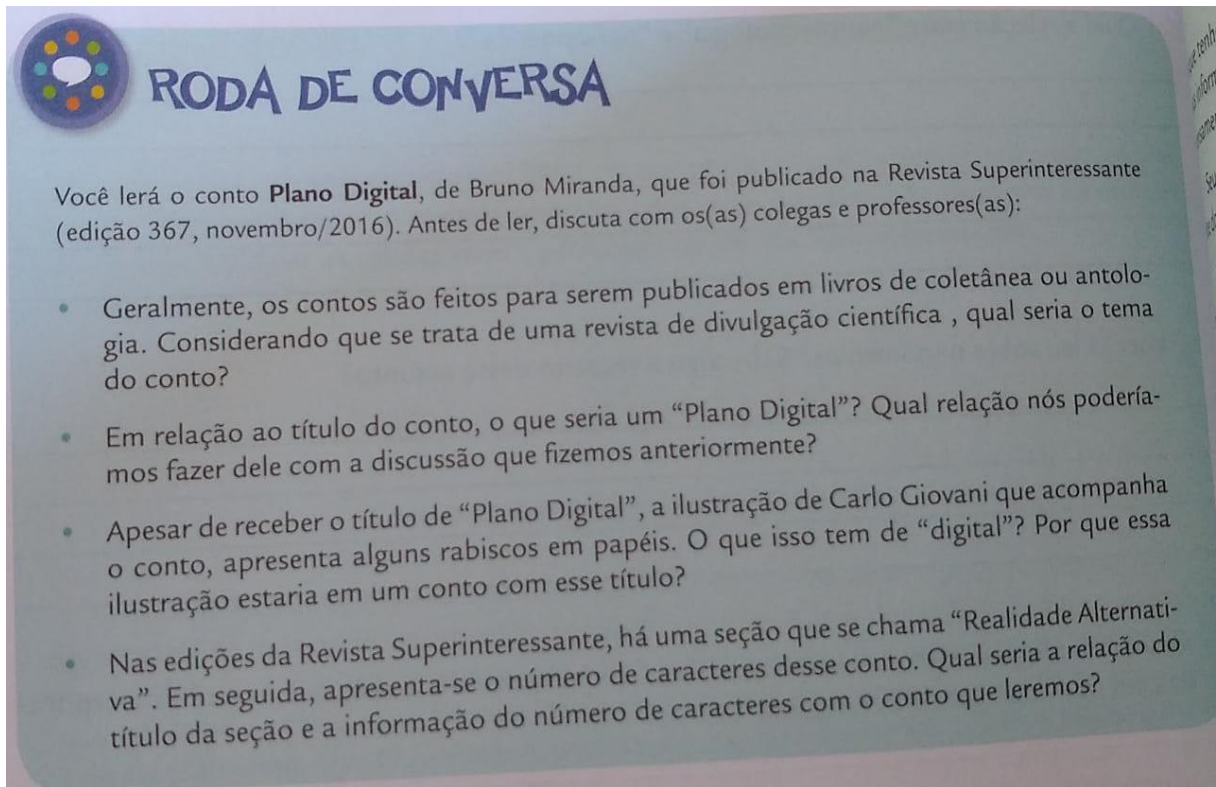 RODA DE CONVERSA
Você lerá o conto Plano Digital, de Bruno Miranda, que foi publicado na Revista Superinteressante
(edição 367, novembro/2016). Antes de ler, discuta com os(as) colegas e professores(as):
• Geralmente, os contos são feitos para serem publicados em livros de coletânea ou antolo-
gia. Considerando que se trata de uma revista de divulgação científica , qual seria o tema
do conto?
• Em relação ao título do conto, o que seria um “Plano Digital”? Qual relação nós podería-
mos fazer dele com a discussão que fizemos anteriormente?
• Apesar de receber o título de “Plano Digital”, a ilustração de Carlo Giovani que acompanha
o conto, apresenta alguns rabiscos em papéis. O que isso tem de “digital”? Por que essa
ilustração estaria em um conto com esse título?
• Nas edições da Revista Superinteressante, há uma seção que se chama “Realidade Alternati-
va”. Em seguida, apresenta-se o número de caracteres desse conto. Qual seria a relação do
título da seção e a informação do número de caracteres com o conto que leremos?